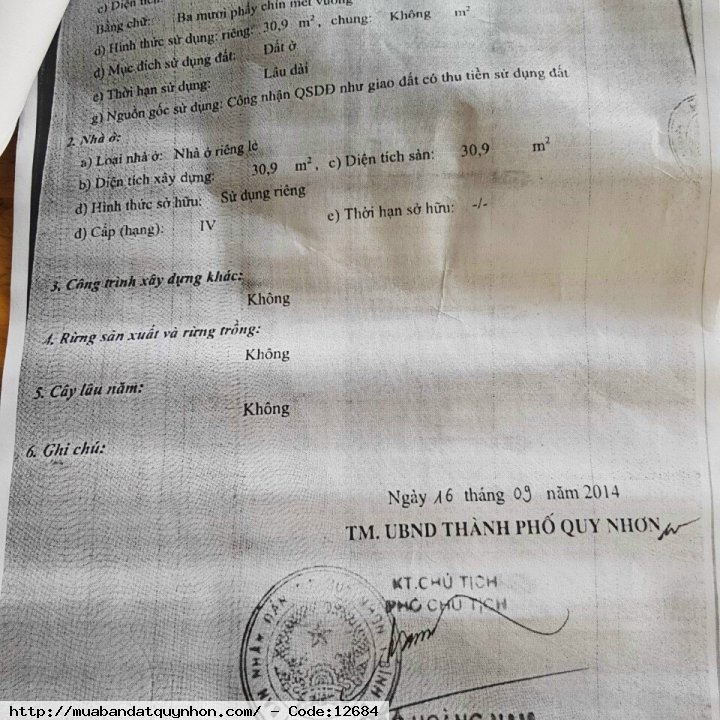 c) Diện tích:
Bằng chữ: Ba mươi phẩy chín mét vuông
d) Hình thức sử dụng: riêng: 30,9 m², chung: Không m²
đ) Mục đích sử dụng đất: Đất ở
e) Thời hạn sử dụng: Lâu dài
g) Nguồn gốc sử dụng: Công nhận QSDĐ như giao đất có thu tiền sử dụng đất
2. Nhà ở:
a) Loại nhà ở: Nhà ở riêng lẻ
b) Diện tích xây dựng: 30,9 m², c) Diện tích sàn: 30,9 m²
d) Hình thức sở hữu: Sử dụng riêng
đ) Cấp (hạng): IV e) Thời hạn sở hữu: -/-
3. Công trình xây dựng khác:
Không
4. Rừng sản xuất và rừng trồng:
Không
5. Cây lâu năm:
Không
6. Ghi chú:
Ngày 16 tháng 09 năm 2014
TM. UBND THÀNH PHỐ QUY NHƠN
KT.CHỦ TỊCH
PHÓ CHỦ TỊCH
HOÀNG NAM
http://muabandatquynhon.com/ - Code:12684